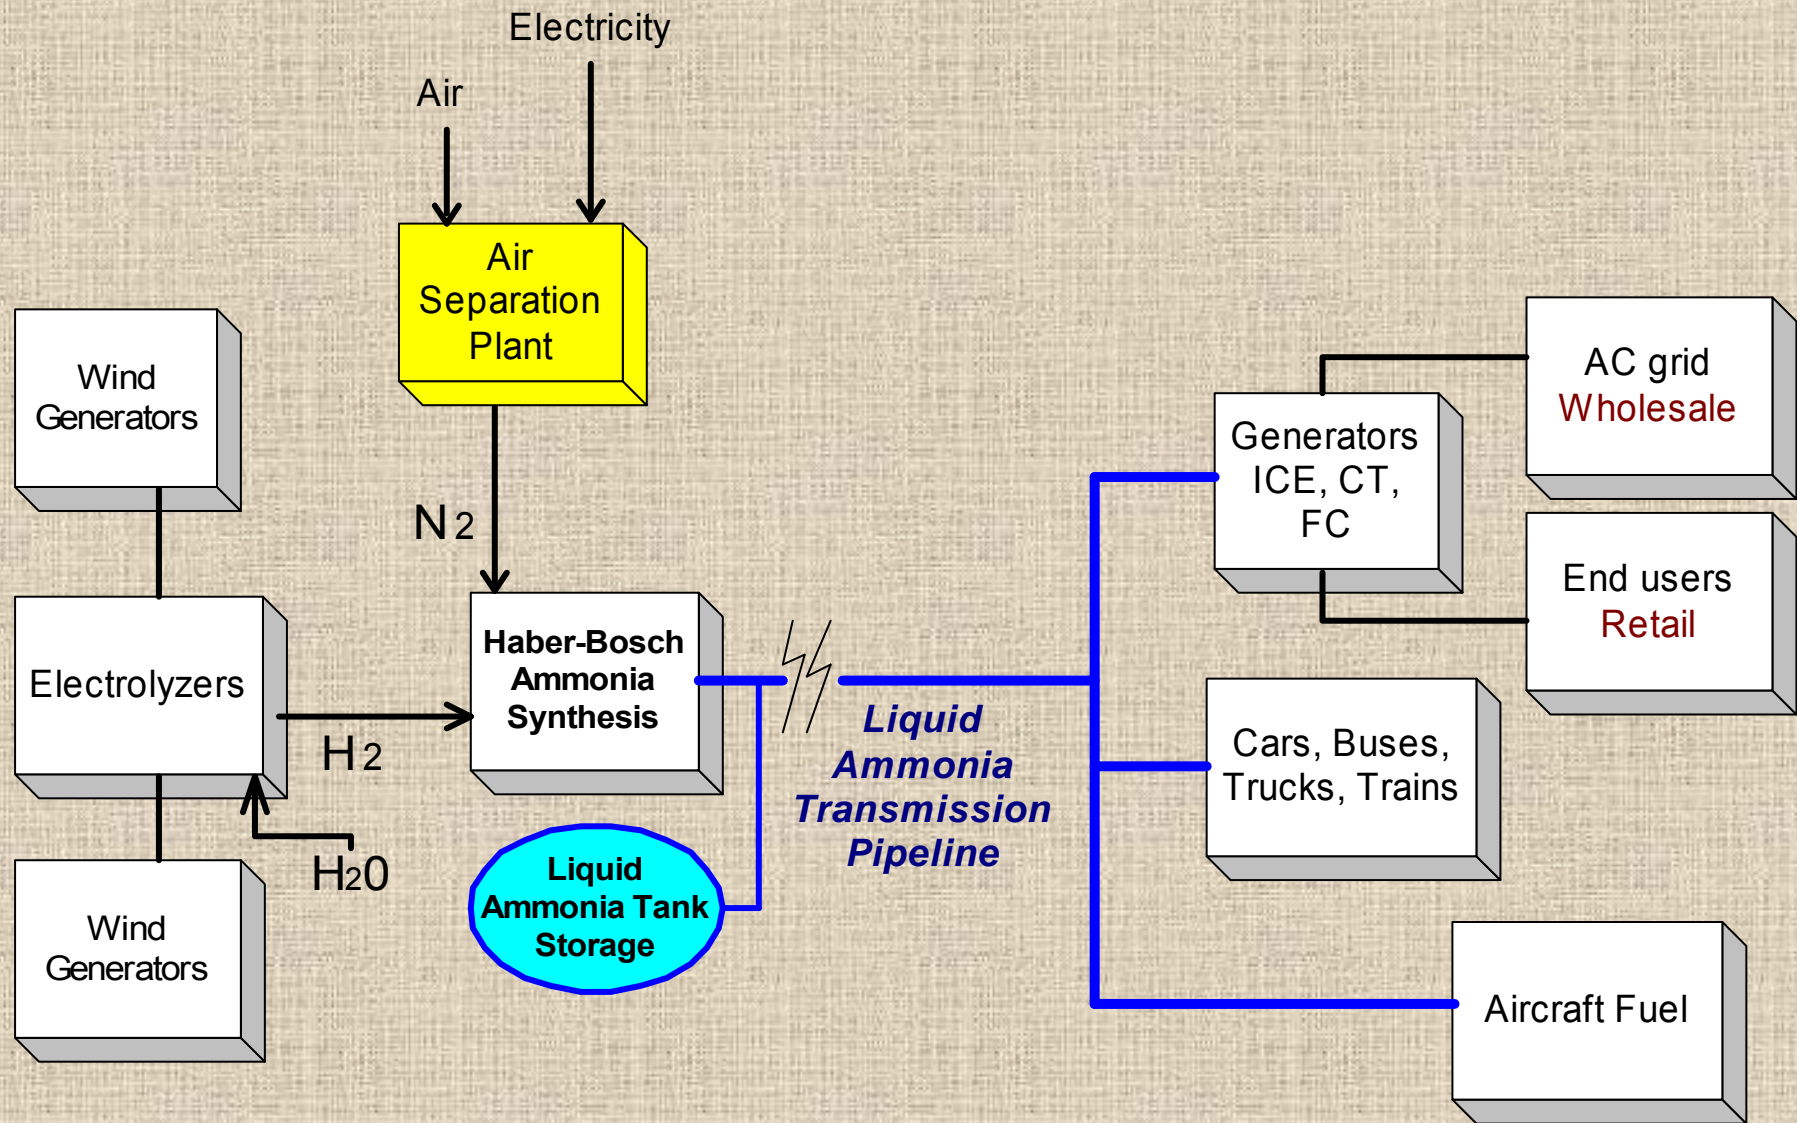 Electricity
Air
Air
Separation
Plant
Wind
Generators
N2
Electrolyzers
H2
H20
Wind
Generators
Haber-Bosch
Ammonia
Synthesis
Liquid
Ammonia Tank
Storage
Liquid
Ammonia
Transmission
Pipeline
Generators
ICE, CT,
FC
AC grid
Wholesale
End users
Retail
Cars, Buses,
Trucks, Trains
Aircraft Fuel